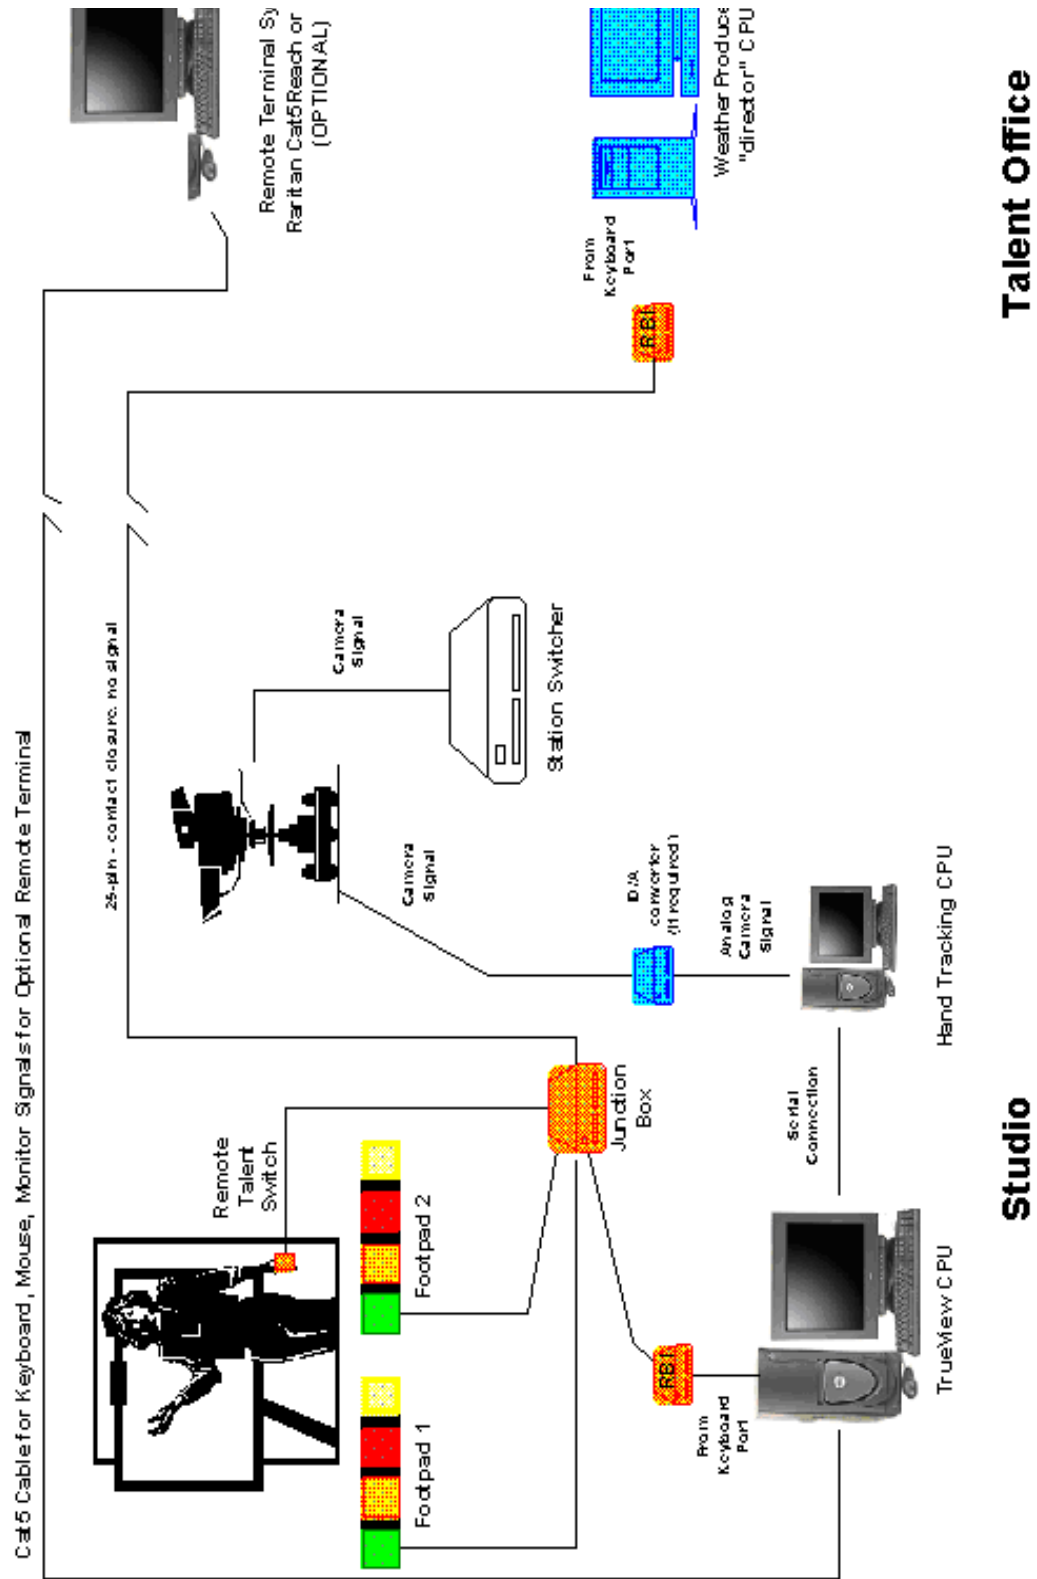 Cat5 Cable for Keyboard, Mouse, Monitor Signals for Optional Remote Terminal
25-pin - contact closure, no signal
Remote
Talent
Switch
Footpad 1
Footpad 2
Camera
Signal
Camera
Signal
Station Switcher
Remote Terminal Sy
Raritan Cat5Reach or
(OPTIONAL)
Junction
Box
D/A
converter
(if required)
Analog
Camera
Signal
RBI
From
Keyboard
Port
RBI
From
Keyboard
Port
Weather Produce
"director" CPU
Serial
Connection
TrueView CPU
Hand Tracking CPU
Studio
Talent Office